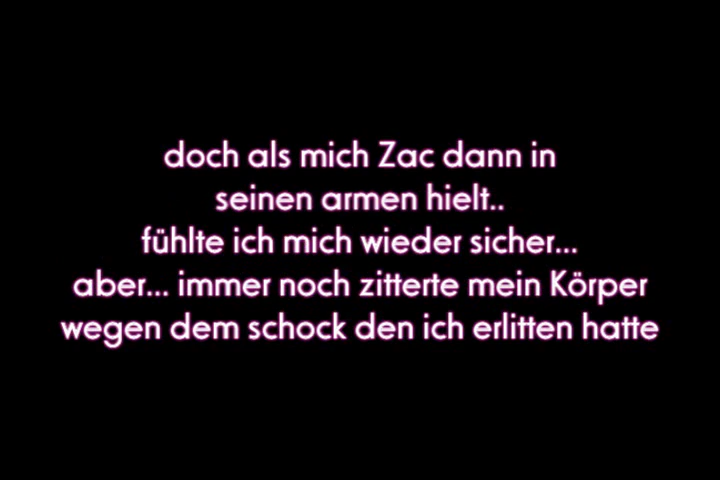 doch als mich Zac dann in
seinen armen hielt..
fühlte ich mich wieder sicher...
aber... immer noch zitterte mein Körper
wegen dem schock den ich erlitten hatte